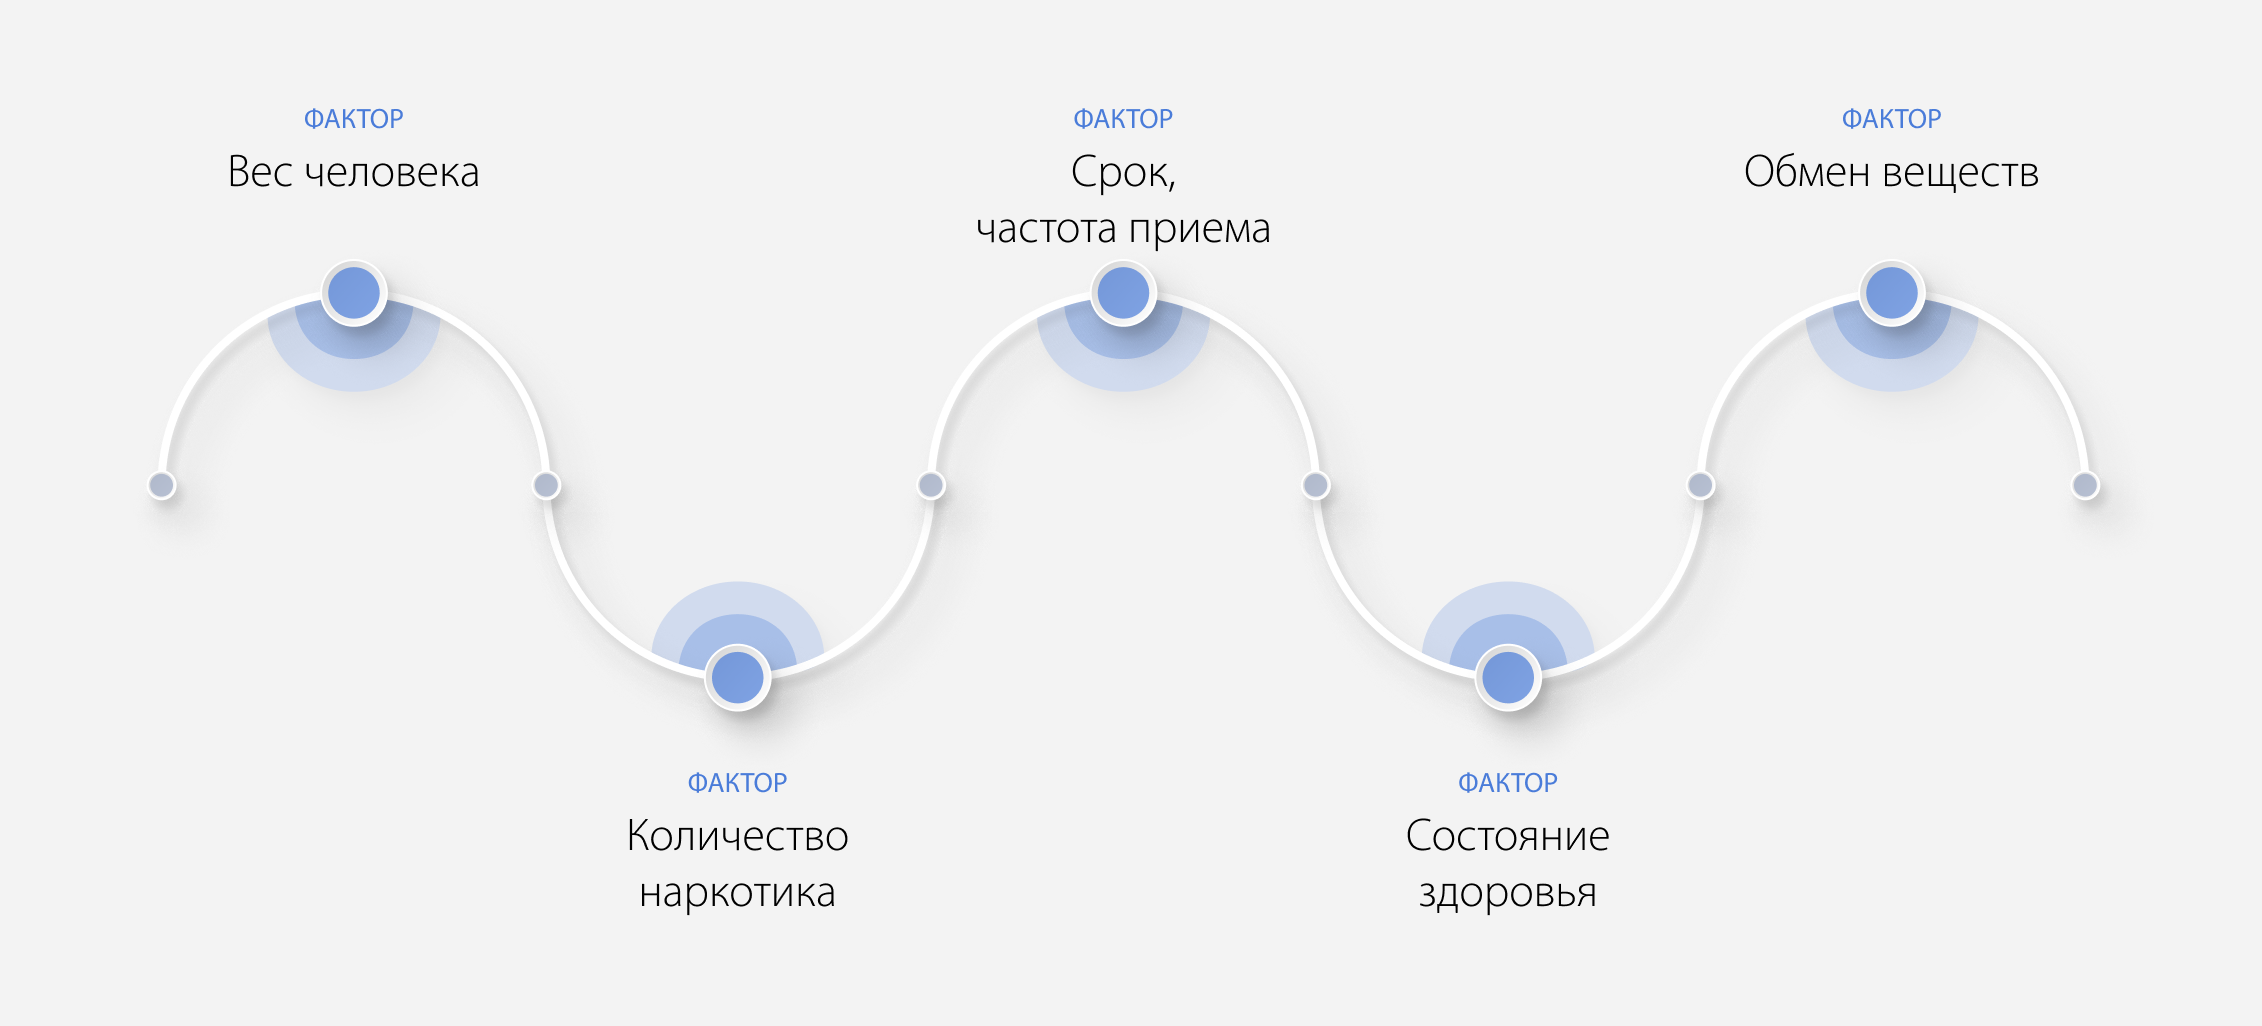 ФАКТОР
Вес человека
ФАКТОР
Количество
наркотика
ФАКТОР
Срок,
частота приема
ФАКТОР
Состояние
здоровья
ФАКТОР
Обмен веществ